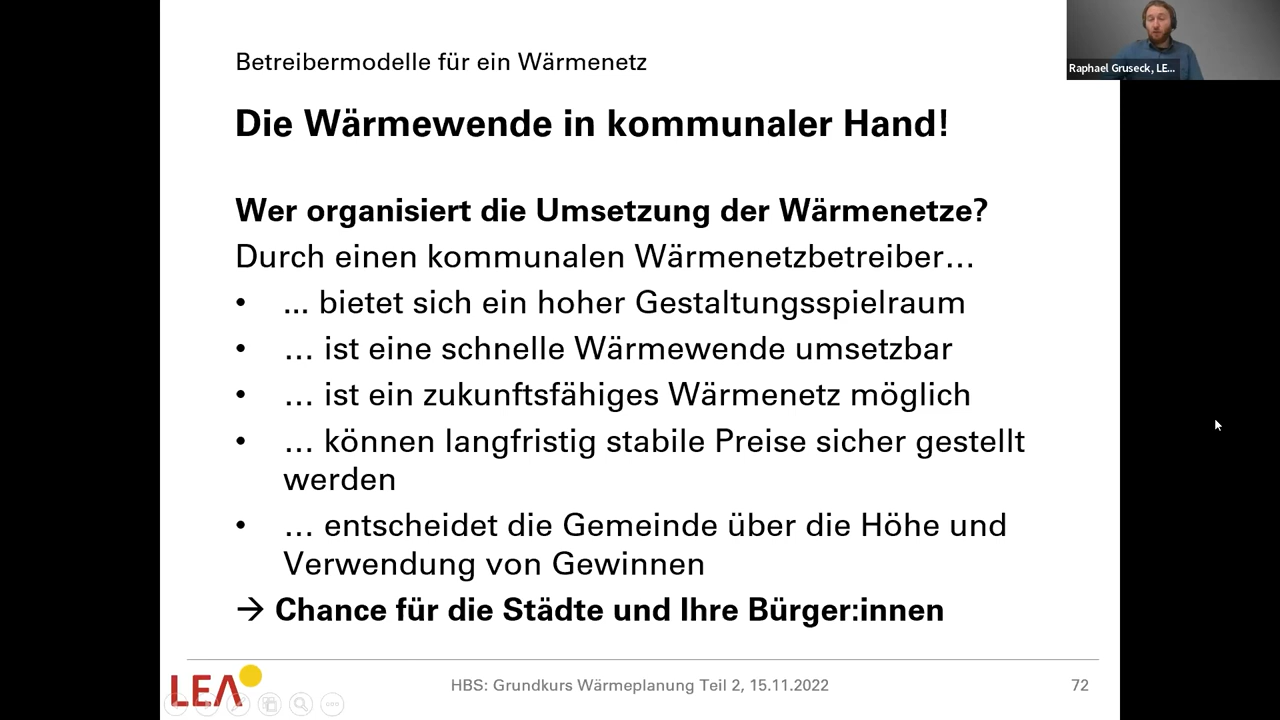 Betreibermodelle für ein Wärmenetz
Raphael Gruseck, LE...
Die Wärmewende in kommunaler Hand!
Wer organisiert die Umsetzung der Wärmenetze?
Durch einen kommunalen Wärmenetzbetreiber…
• ... bietet sich ein hoher Gestaltungsspielraum
• … ist eine schnelle Wärmewende umsetzbar
• … ist ein zukunftsfähiges Wärmenetz möglich
• … können langfristig stabile Preise sicher gestellt
werden
• … entscheidet die Gemeinde über die Höhe und
Verwendung von Gewinnen
→ Chance für die Städte und Ihre Bürger:innen
LEA
HBS: Grundkurs Wärmeplanung Teil 2, 15.11.2022
72